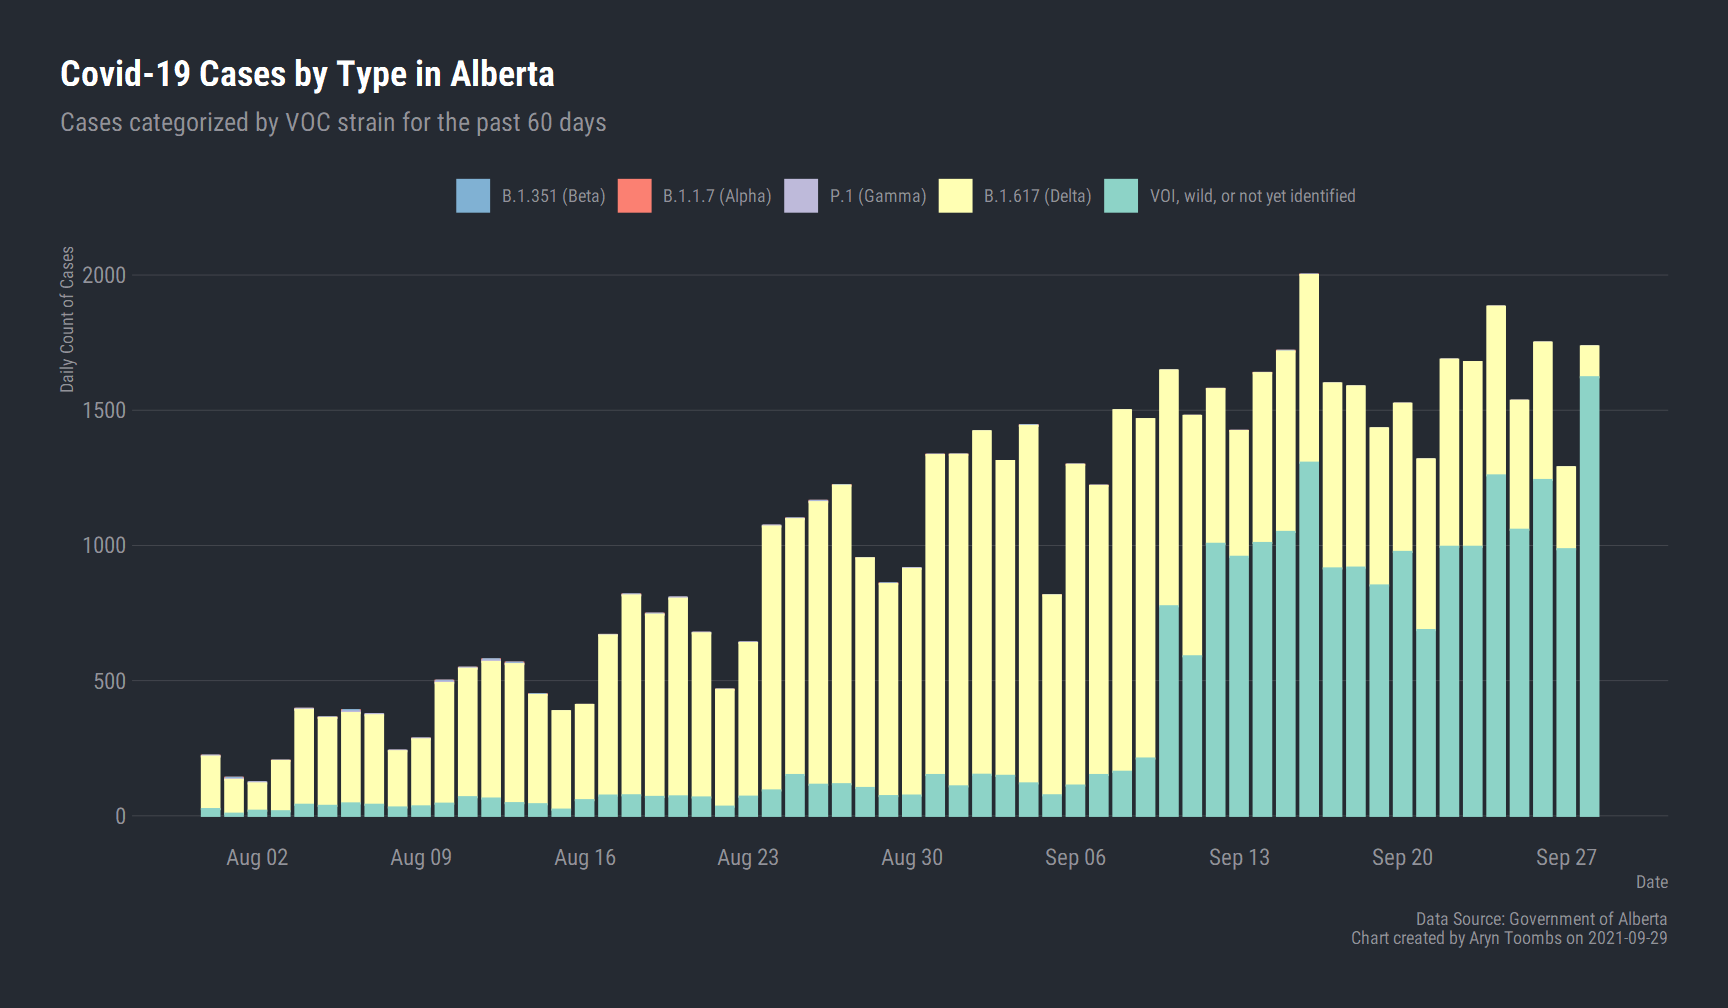 Covid-19 Cases by Type in Alberta
Cases categorized by VOC strain for the past 60 days
B.1.351 (Beta) B.1.1.7 (Alpha) P.1 (Gamma) B.1.617 (Delta) VOI, wild, or not yet identified
Daily Count of Cases
2000
1500
1000
500
0
Aug 02 Aug 09 Aug 16 Aug 23 Aug 30 Sep 06 Sep 13 Sep 20 Sep 27
Date
Data Source: Government of Alberta
Chart created by Aryn Toombs on 2021-09-29